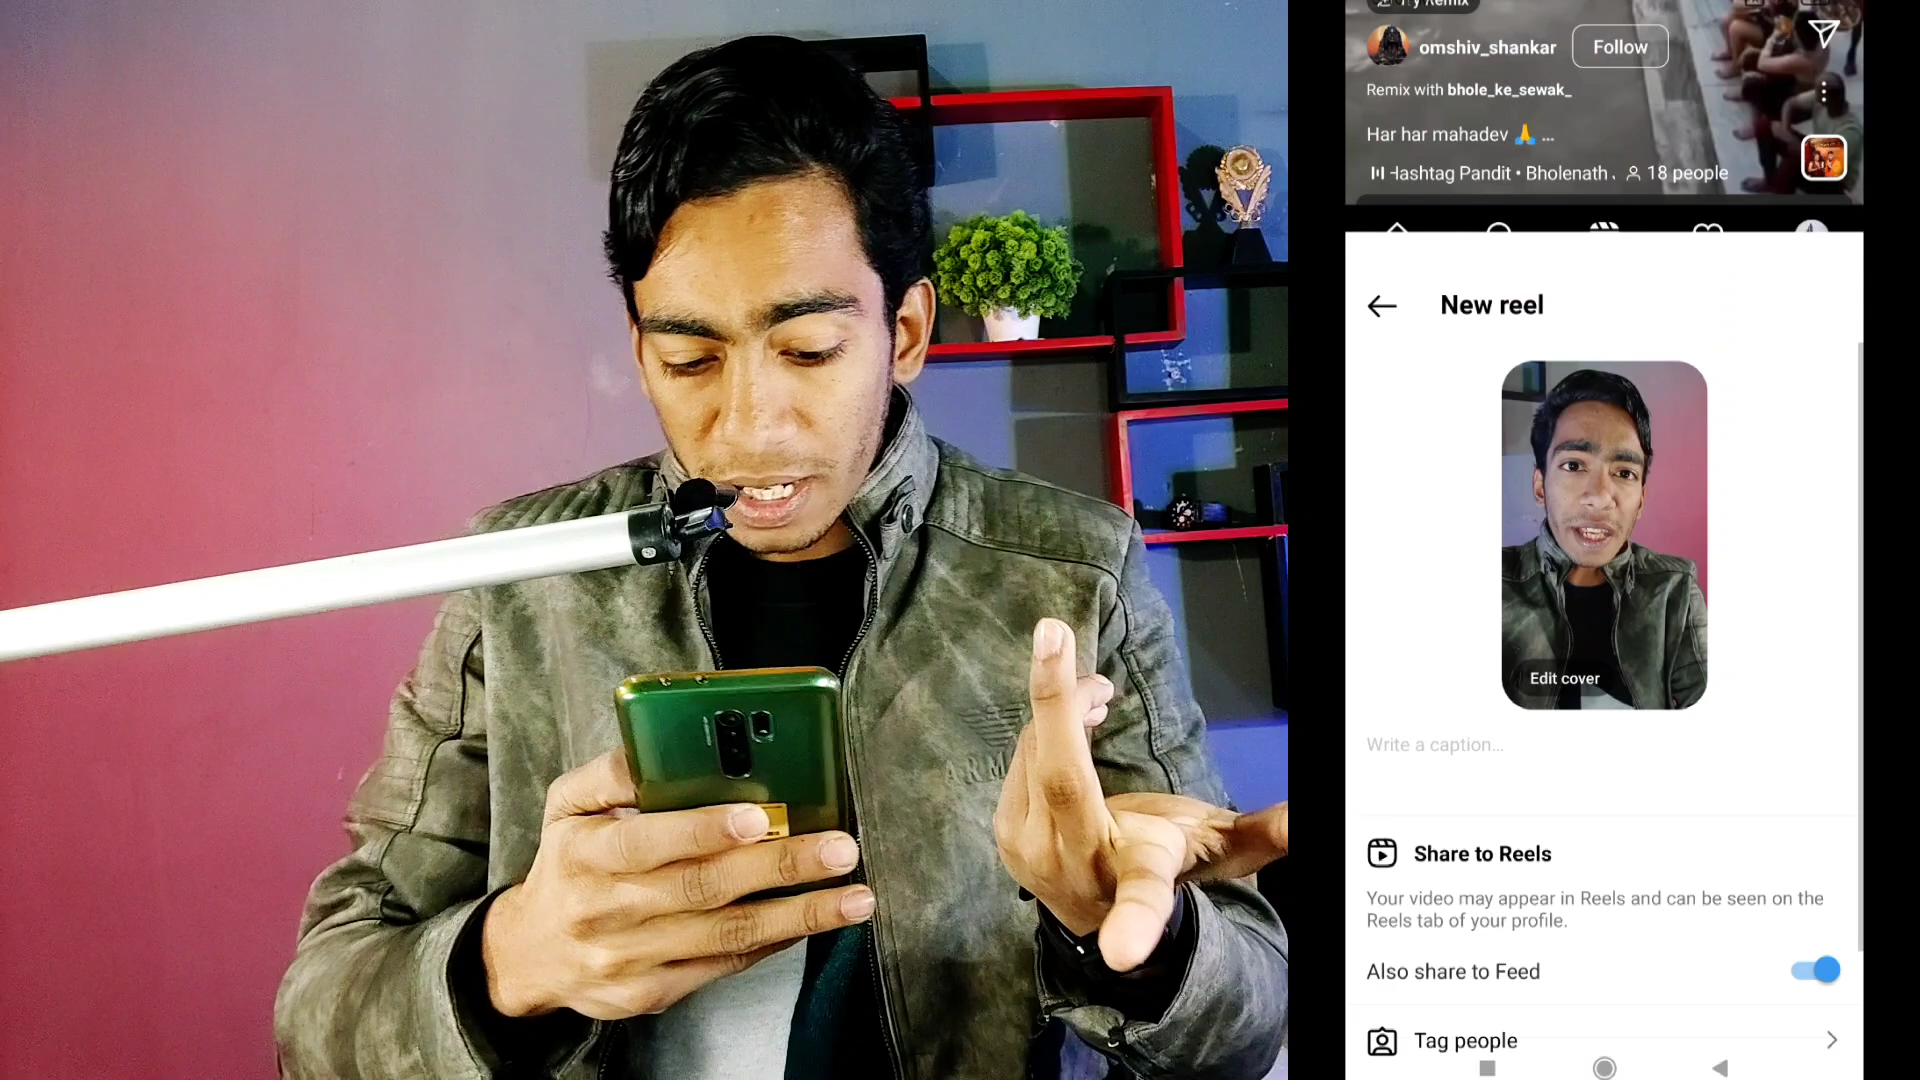 omshiv_shankar
Follow
Remix with bhole_ke_sewak_
Har har mahadev 🙏 ...
Hashtag Pandit • Bholenath . 18 people
New reel
Edit cover
Write a caption...
Share to Reels
Your video may appear in Reels and can be seen on the
Reels tab of your profile.
Also share to Feed
Tag people